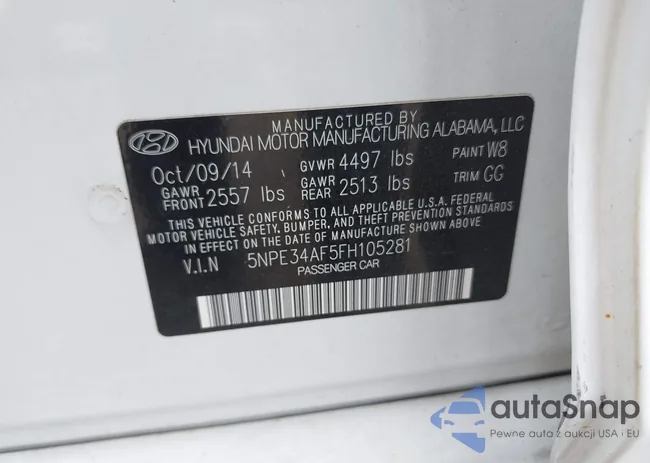 MANUFACTURED BY
HYUNDAI MOTOR MANUFACTURING ALABAMA, LLC
Oct/09/14 GVWR 4497 lbs PAINT W8
GAWR FRONT 2557 lbs GAWR REAR 2513 lbs TRIM GG
THIS VEHICLE CONFORMS TO ALL APPLICABLE U.S.A. FEDERAL
MOTOR VEHICLE SAFETY, BUMPER, AND THEFT PREVENTION STANDARDS
IN EFFECT ON THE DATE OF MANUFACTURE SHOWN ABOVE.
V.I.N 5NPE34AF5FH105281
PASSENGER CAR
autoSnap
Pewne auta z aukcji USA · EU